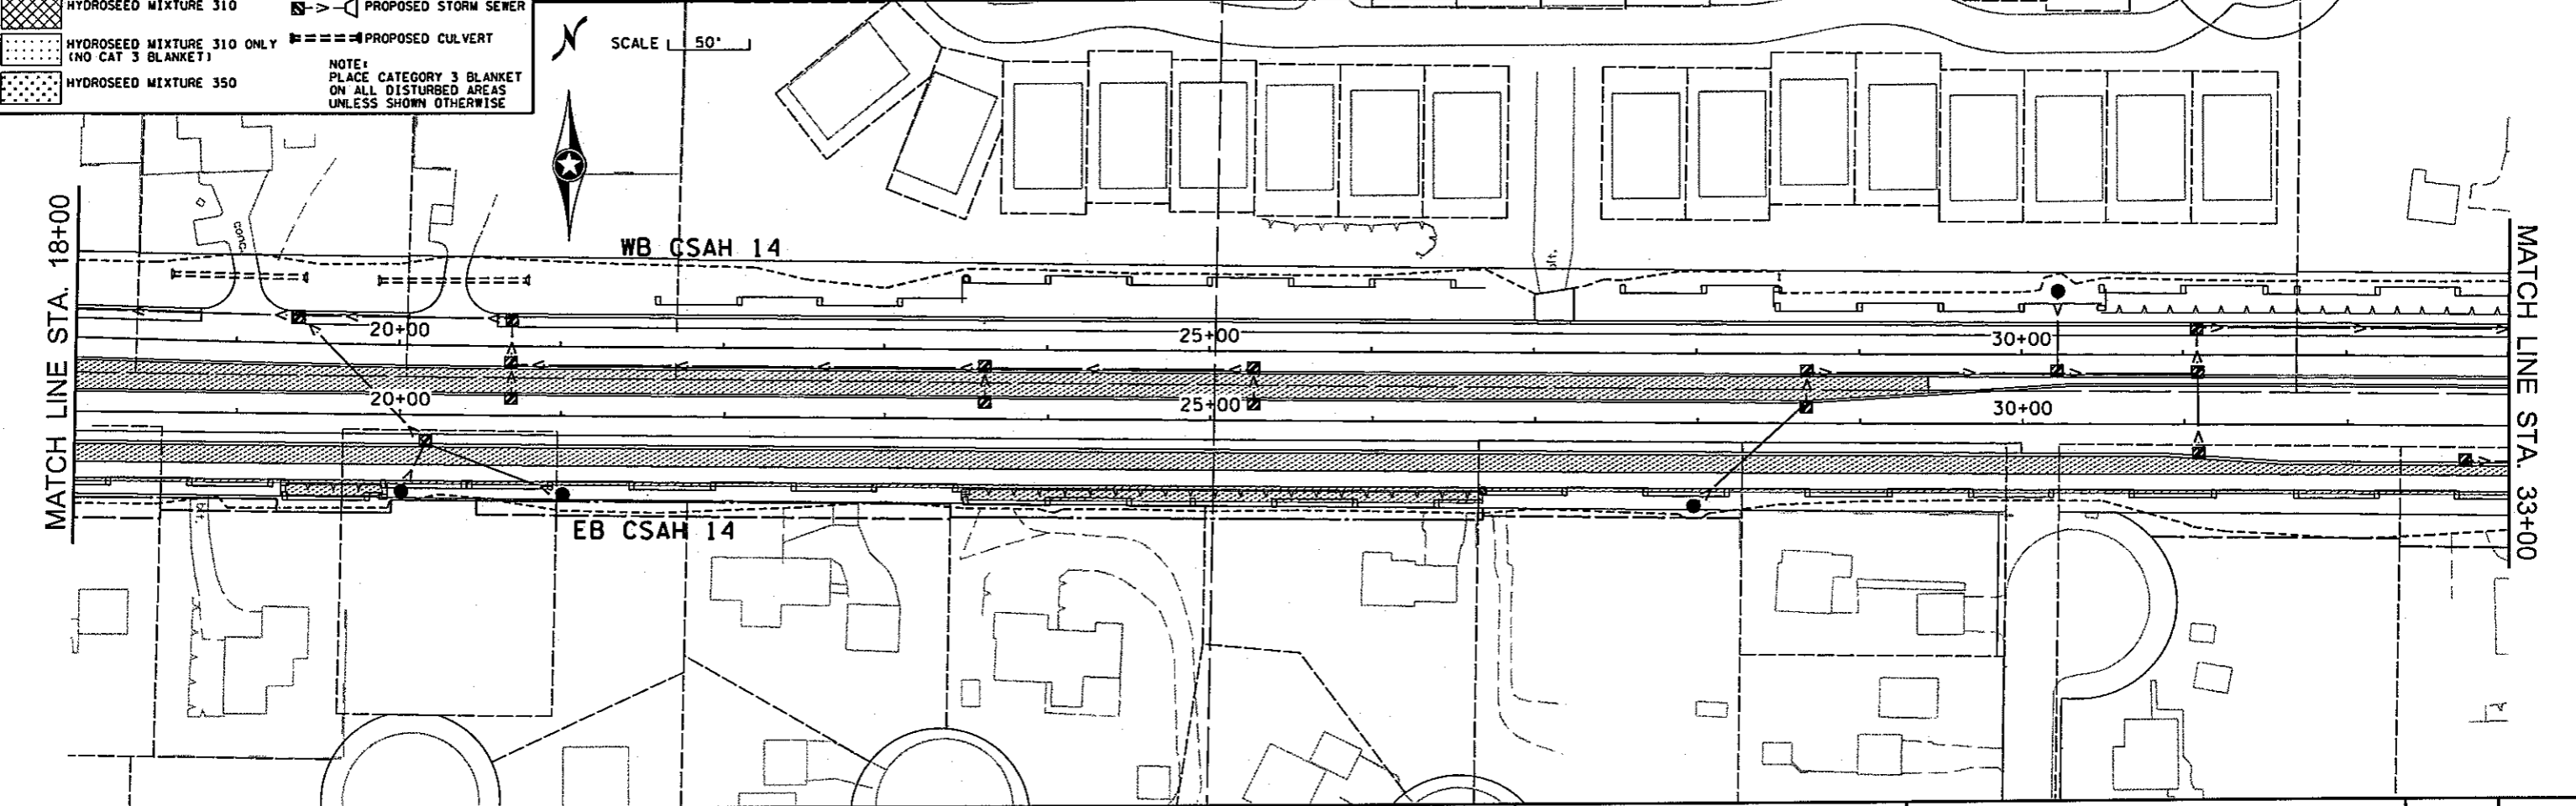 HYDROSEED MIXTURE 310
PROPOSED STORM SEWER
HYDROSEED MIXTURE 310 ONLY
(NO CAT 3 BLANKET)
PROPOSED CULVERT
HYDROSEED MIXTURE 350
NOTE:
PLACE CATEGORY 3 BLANKET
ON ALL DISTURBED AREAS
UNLESS SHOWN OTHERWISE
N
SCALE 50'
MATCH LINE STA. 18+00
conc.
WB CSAH 14
bit.
20+00
25+00
30+00
20+00
25+00
30+00
bit.
EB CSAH 14
MATCH LINE STA. 33+00